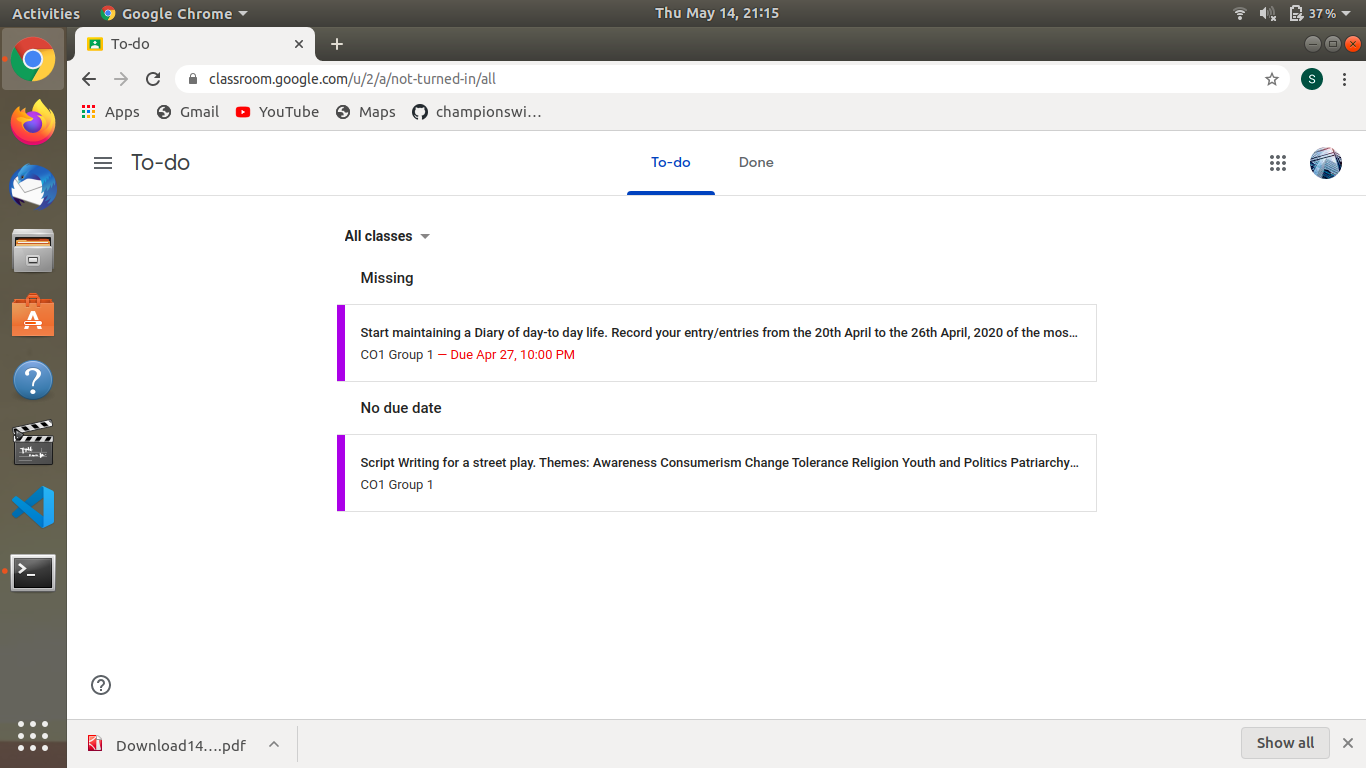 Activities Google Chrome Thu May 14, 21:15 37%
To-do
classroom.google.com/u/2/a/not-turned-in/all S
Apps Gmail YouTube Maps championswi...
To-do To-do Done
All classes
Missing
Start maintaining a Diary of day-to day life. Record your entry/entries from the 20th April to the 26th April, 2020 of the mos...
CO1 Group 1 — Due Apr 27, 10:00 PM
No due date
Script Writing for a street play. Themes: Awareness Consumerism Change Tolerance Religion Youth and Politics Patriarchy...
CO1 Group 1
Download14....pdf Show all